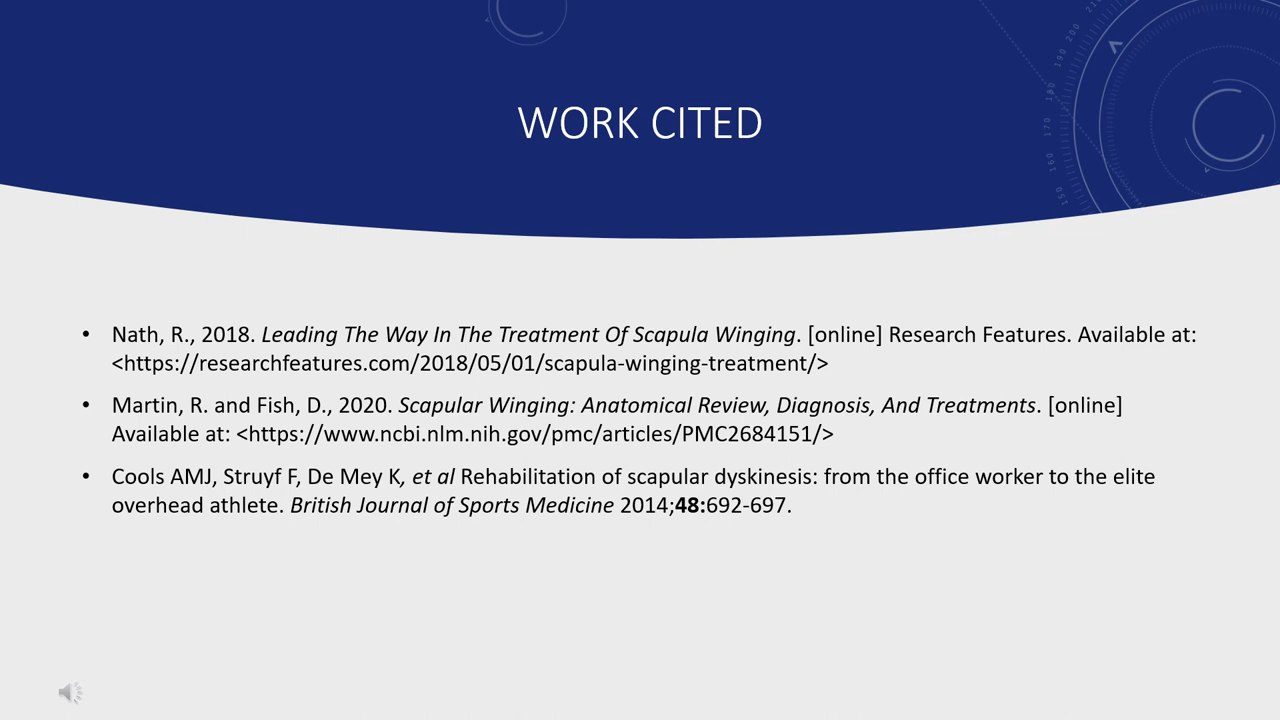 WORK CITED
• Nath, R., 2018. Leading The Way In The Treatment Of Scapula Winging. [online] Research Features. Available at:
<https://researchfeatures.com/2018/05/01/scapula-winging-treatment/>
• Martin, R. and Fish, D., 2020. Scapular Winging: Anatomical Review, Diagnosis, And Treatments. [online]
Available at: <https://www.ncbi.nlm.nih.gov/pmc/articles/PMC2684151/>
• Cools AMJ, Struyf F, De Mey K, et al Rehabilitation of scapular dyskinesis: from the office worker to the elite
overhead athlete. British Journal of Sports Medicine 2014;48:692-697.